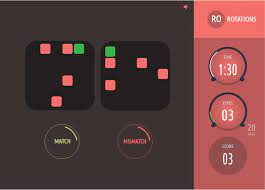 RO ROTATIONS
TIME
1:30
LEVEL
03
20
SCORE
03
MATCH
MISMATCH